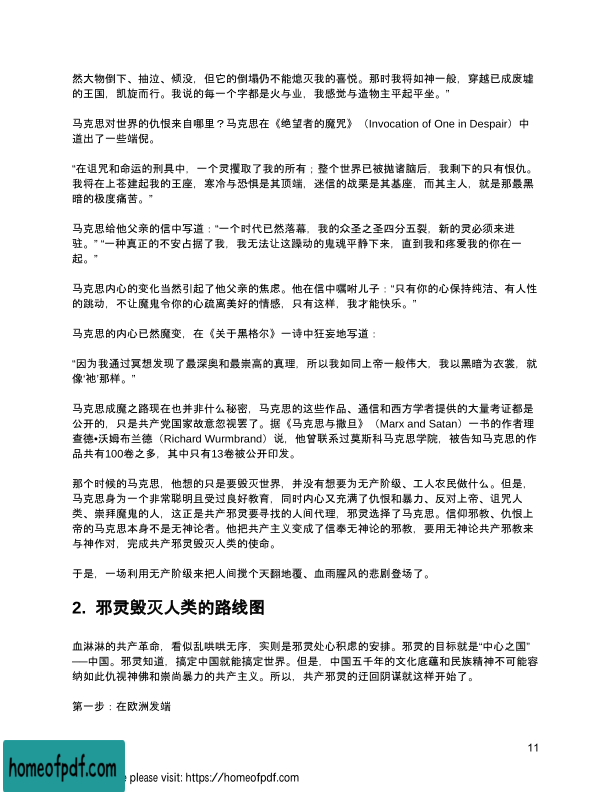 然大物倒下、抽泣、倾没，但它的倒塌仍不能熄灭我的喜悦。那时我将如神一般，穿越已成废墟
的王国，凯旋而行。我说的每一个字都是火与业，我感觉与造物主平起平坐。”
马克思对世界的仇恨来自哪里？马克思在《绝望者的魔咒》（Invocation of One in Despair）中
道出了一些端倪。
“在诅咒和命运的刑具中，一个灵攫取了我的所有；整个世界已被抛诸脑后，我剩下的只有恨仇。
我将在上苍建起我的王座，寒冷与恐惧是其顶端，迷信的战栗是其基座，而其主人，就是那最黑
暗的极度痛苦。”
马克思给他父亲的信中写道：“一个时代已然落幕，我的众圣之圣四分五裂，新的灵必须来进
驻。” “一种真正的不安占据了我，我无法让这躁动的鬼魂平静下来，直到我和疼爱我的你在一
起。”
马克思内心的变化当然引起了他父亲的焦虑。他在信中嘱咐儿子：“只有你的心保持纯洁、有人性
的跳动，不让魔鬼令你的心疏离美好的情感，只有这样，我才能快乐。”
马克思的内心已然魔变，在《关于黑格尔》一诗中狂妄地写道：
“因为我通过冥想发现了最深奥和最崇高的真理，所以我如同上帝一般伟大，我以黑暗为衣裳，就
像‘祂’那样。”
马克思成魔之路现在也并非什么秘密，马克思的这些作品、通信和西方学者提供的大量考证都是
公开的，只是共产党国家故意忽视罢了。据《马克思与撒旦》（Marx and Satan）一书的作者理
查德•沃姆布兰德（Richard Wurmbrand）说，他曾联系过莫斯科马克思学院，被告知马克思的作
品共有100卷之多，其中只有13卷被公开印发。
那个时候的马克思，他想的只是要毁灭世界，并没有想要为无产阶级、工人农民做什么。但是，
马克思身为一个非常聪明且受过良好教育，同时内心又充满了仇恨和暴力、反对上帝、诅咒人
类、崇拜魔鬼的人，这正是共产邪灵要寻找的人间代理，邪灵选择了马克思。信仰邪教、仇恨上
帝的马克思本身不是无神论者。他把共产主义变成了信奉无神论的邪教，要用无神论共产邪教来
与神作对，完成共产邪灵毁灭人类的使命。
于是，一场利用无产阶级来把人间搅个天翻地覆、血雨腥风的悲剧登场了。
2. 邪灵毁灭人类的路线图
血淋淋的共产革命，看似乱哄哄无序，实则是邪灵处心积虑的安排。邪灵的目标就是“中心之国”
──中国。邪灵知道，搞定中国就能搞定世界。但是，中国五千年的文化底蕴和民族精神不可能容
纳如此仇视神佛和崇尚暴力的共产主义。所以，共产邪灵的迂回阴谋就这样开始了。
第一步：在欧洲发端
11
homeofpdf.com
please visit: https://homeofpdf.com